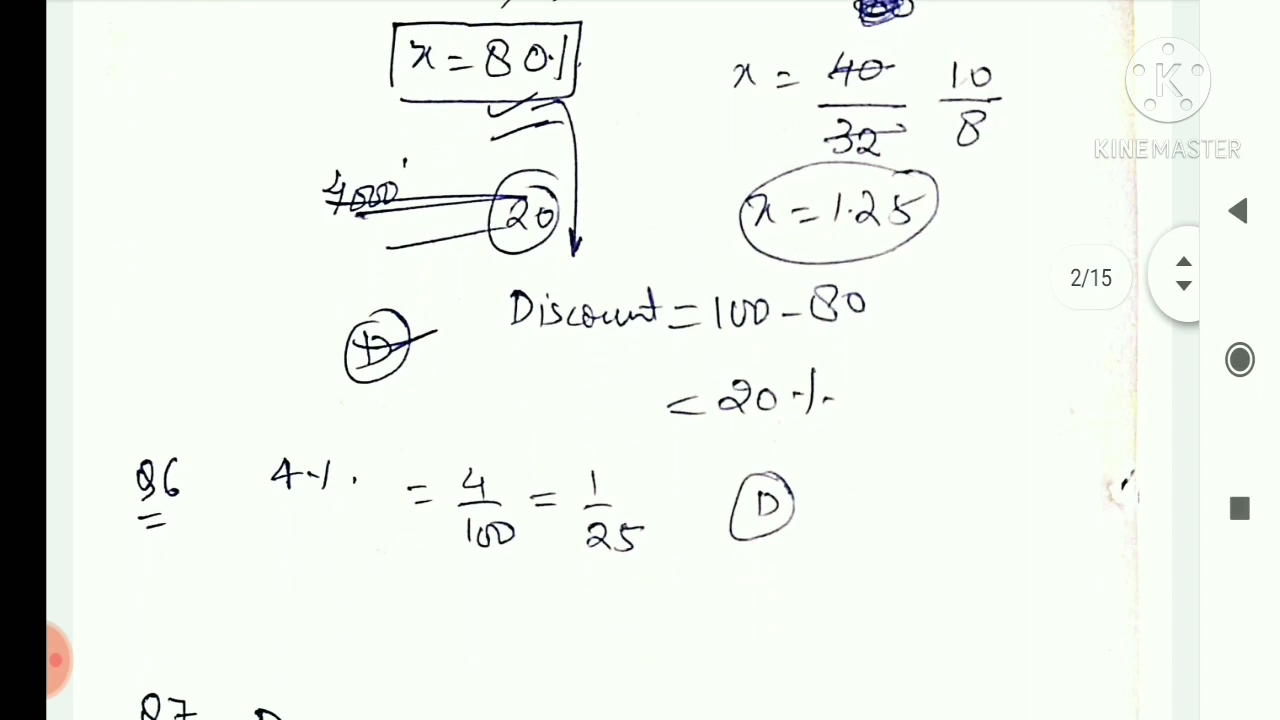 x = 80%
x = 40/32 10/8
4000
20
x = 1.25
Discount = 100 - 80
D
= 20%
Q6 4%. = 4/100 = 1/25 D
Q7
KINEMASTER
2/15